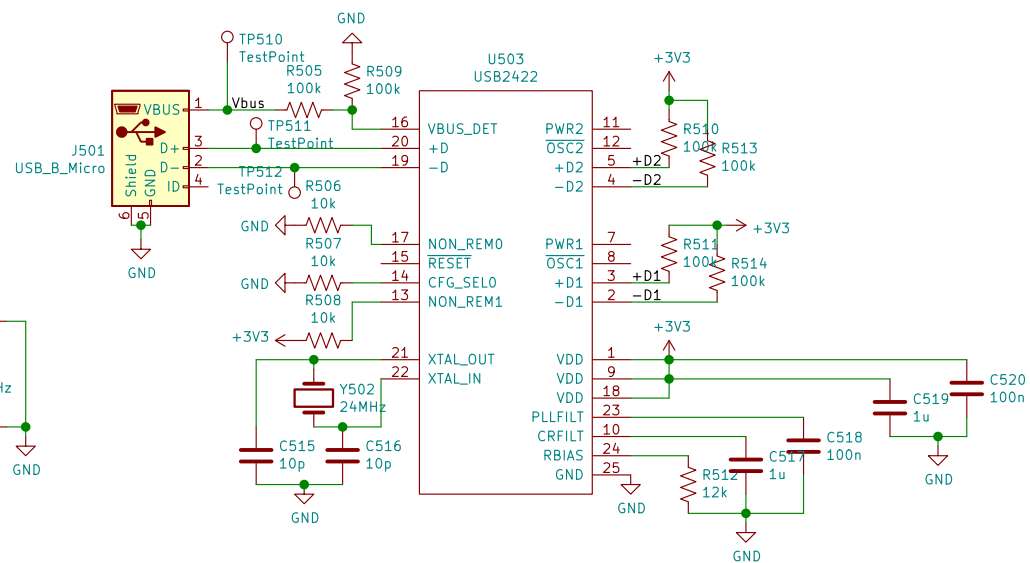 GND
TP510
TestPoint
R505
100k
R509
100k
U503
USB2422
+3V3
VBUS
1
Vbus
TP511
TestPoint
D+
3
D-
2
ID
4
Shield
GND
6
5
J501
USB_B_Micro
GND
TP512
TestPoint
16
VBUS_DET
20
+D
19
-D
PWR2
11
OSC2
12
+D2
5
+D2
-D2
4
-D2
R510
100k
R513
100k
R506
10k
GND
R507
10k
GND
R508
10k
+3V3
17
NON_REM0
15
RESET
14
CFG_SEL0
13
NON_REM1
PWR1
7
OSC1
8
+D1
3
+D1
-D1
2
-D1
R511
100k
R514
100k
+3V3
+3V3
21
XTAL_OUT
22
XTAL_IN
VDD
1
VDD
9
VDD
18
PLLFILT
23
CRFILT
10
RBIAS
24
GND
25
Y502
24MHz
C515
10p
C516
10p
GND
GND
R512
12k
C517
1u
C518
100n
C519
1u
C520
100n
GND
GND
Hz
GND